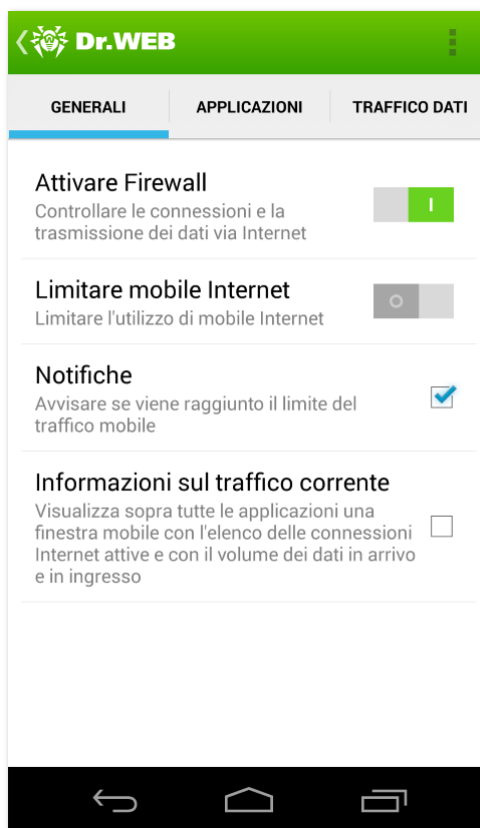 Dr.WEB
GENERALI
APPLICAZIONI
TRAFFICO DATI
Attivare Firewall
Controllare le connessioni e la
trasmissione dei dati via Internet
Limitare mobile Internet
Limitare l'utilizzo di mobile Internet
Notifiche
Avvisare se viene raggiunto il limite del
traffico mobile
Informazioni sul traffico corrente
Visualizza sopra tutte le applicazioni una
finestra mobile con l'elenco delle connessioni
Internet attive e con il volume dei dati in arrivo
e in ingresso